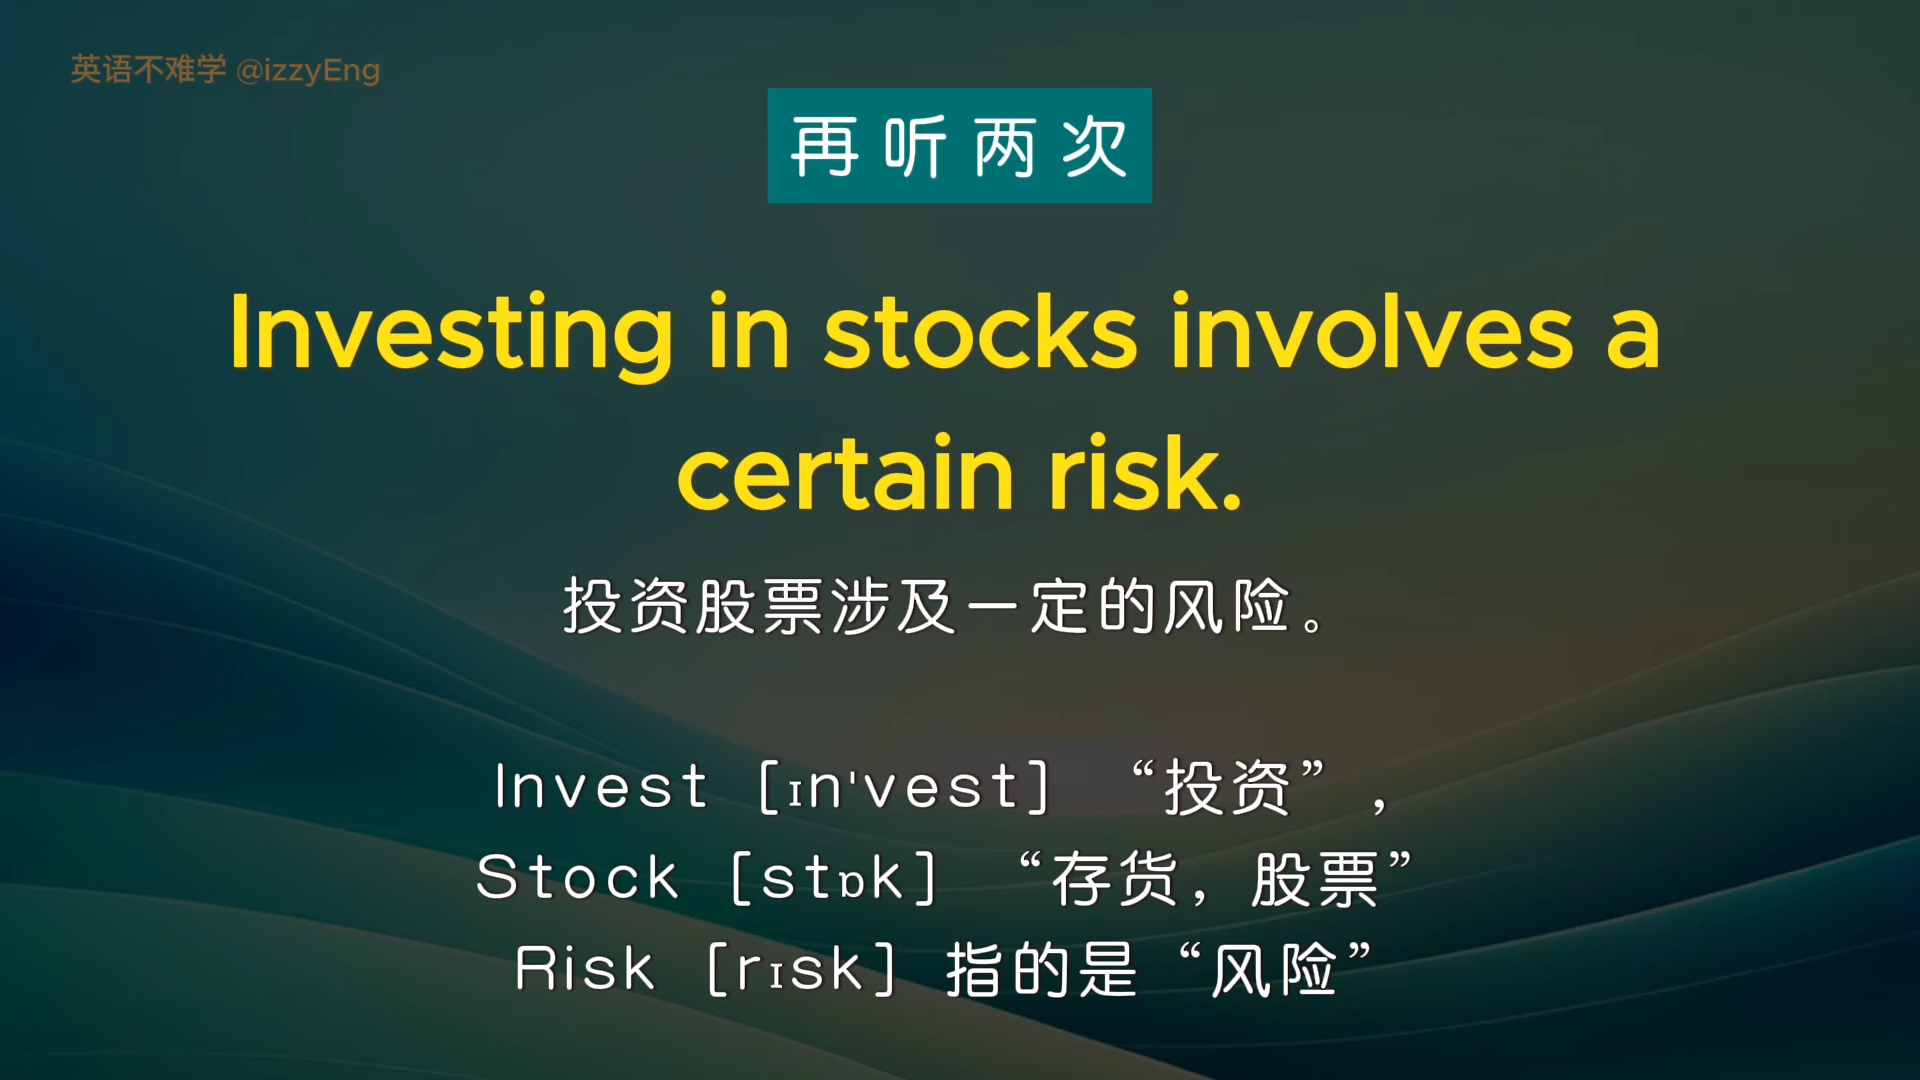 英语不难学 @izzyEng
再听两次
Investing in stocks involves a
certain risk.
投资股票涉及一定的风险。
Invest [ɪn'vest] “投资”，
Stock [stɒk] “存货，股票”
Risk [rɪsk] 指的是“风险”